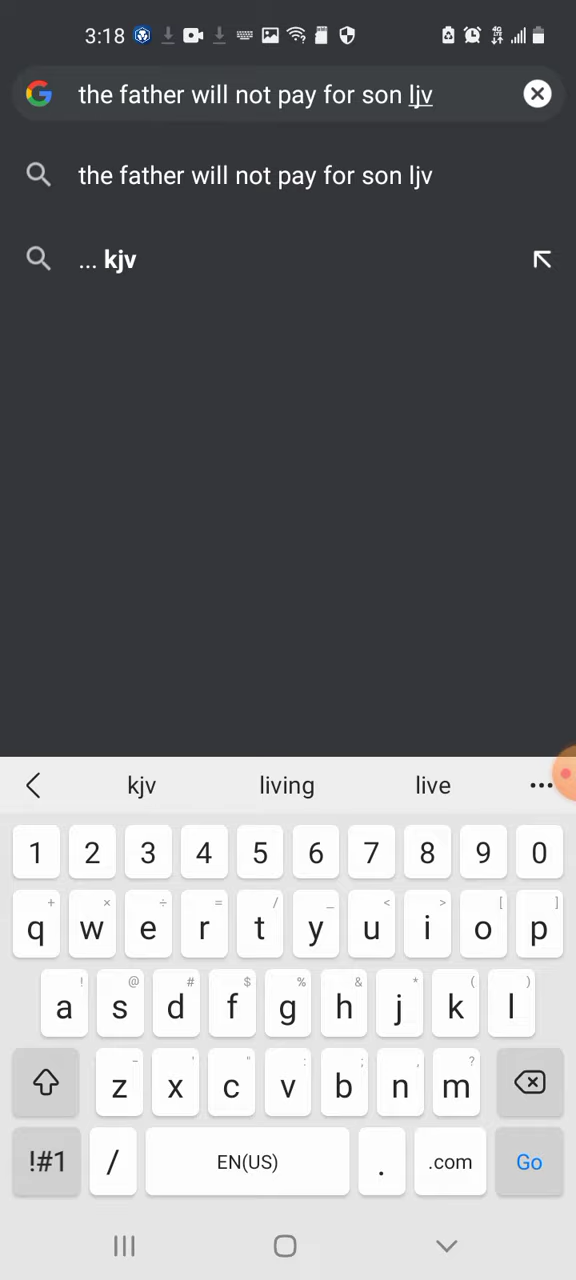 3:18
the father will not pay for son ljv
the father will not pay for son ljv
... kjv
kjv living live ...
1 2 3 4 5 6 7 8 9 0
+ × ÷ = / _ < > [ ]
q w e r t y u i o p
! @ # $ % & * ( )
a s d f g h j k l
- ' " : ; , ?
z x c v b n m
!#1 / EN(US) . .com Go